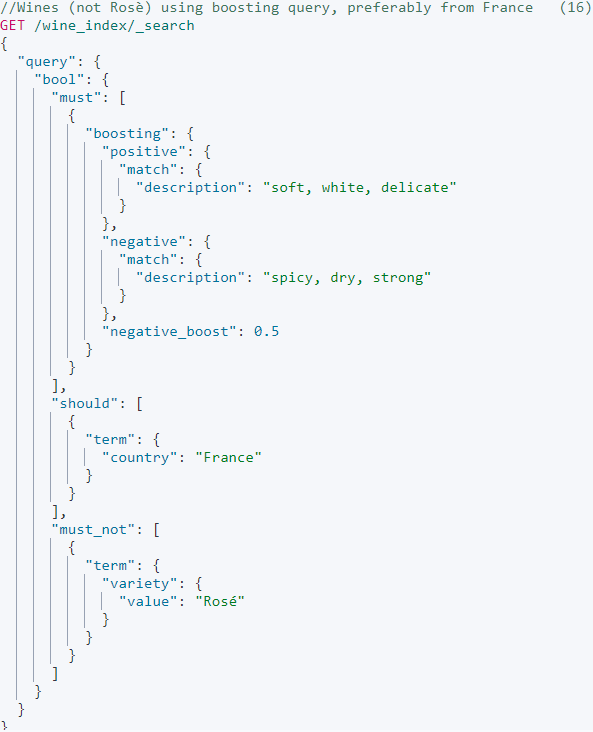 //Wines (not Rosè) using boosting query, preferably from France (16)
GET /wine_index/_search
{
  "query": {
    "bool": {
      "must": [
        {
          "boosting": {
            "positive": {
              "match": {
                "description": "soft, white, delicate"
              }
            },
            "negative": {
              "match": {
                "description": "spicy, dry, strong"
              }
            },
            "negative_boost": 0.5
          }
        }
      ],
      "should": [
        {
          "term": {
            "country": "France"
          }
        }
      ],
      "must_not": [
        {
          "term": {
            "variety": {
              "value": "Rosé"
            }
          }
        }
      ]
    }
  }
}